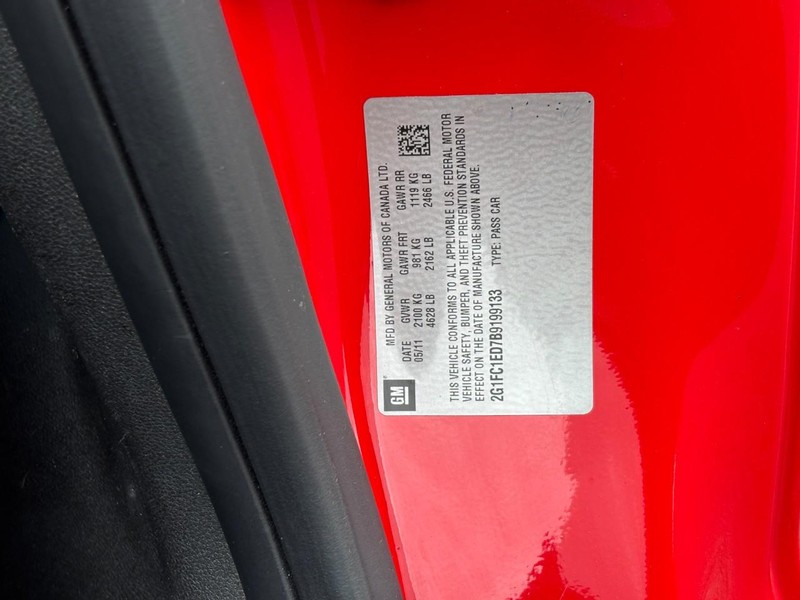 GM
MFD BY GENERAL MOTORS OF CANADA LTD.
DATE GVWR GAWR FRT GAWR RR
05/11 2100 KG 981 KG 1119 KG
4628 LB 2162 LB 2466 LB
THIS VEHICLE CONFORMS TO ALL APPLICABLE U.S. FEDERAL MOTOR
VEHICLE SAFETY, BUMPER, AND THEFT PREVENTION STANDARDS IN
EFFECT ON THE DATE OF MANUFACTURE SHOWN ABOVE.
2G1FC1ED7B9199133 TYPE: PASS CAR